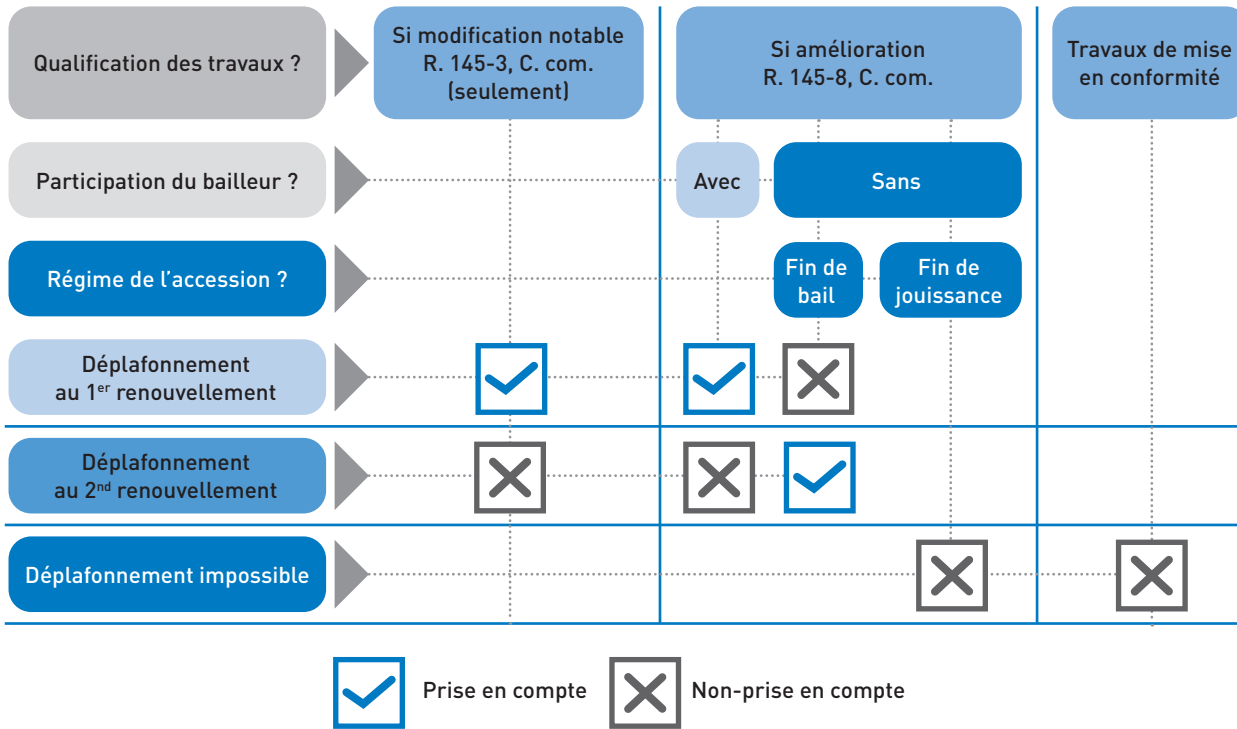 Qualification des travaux ?
Si modification notable
R. 145-3, C. com.
(seulement)
Si amélioration
R. 145-8, C. com.
Travaux de mise
en conformité
Participation du bailleur ?
Avec
Sans
Régime de l'accession ?
Fin de
bail
Fin de
jouissance
Déplafonnement
au 1er renouvellement
Déplafonnement
au 2nd renouvellement
Déplafonnement impossible
Prise en compte
Non-prise en compte